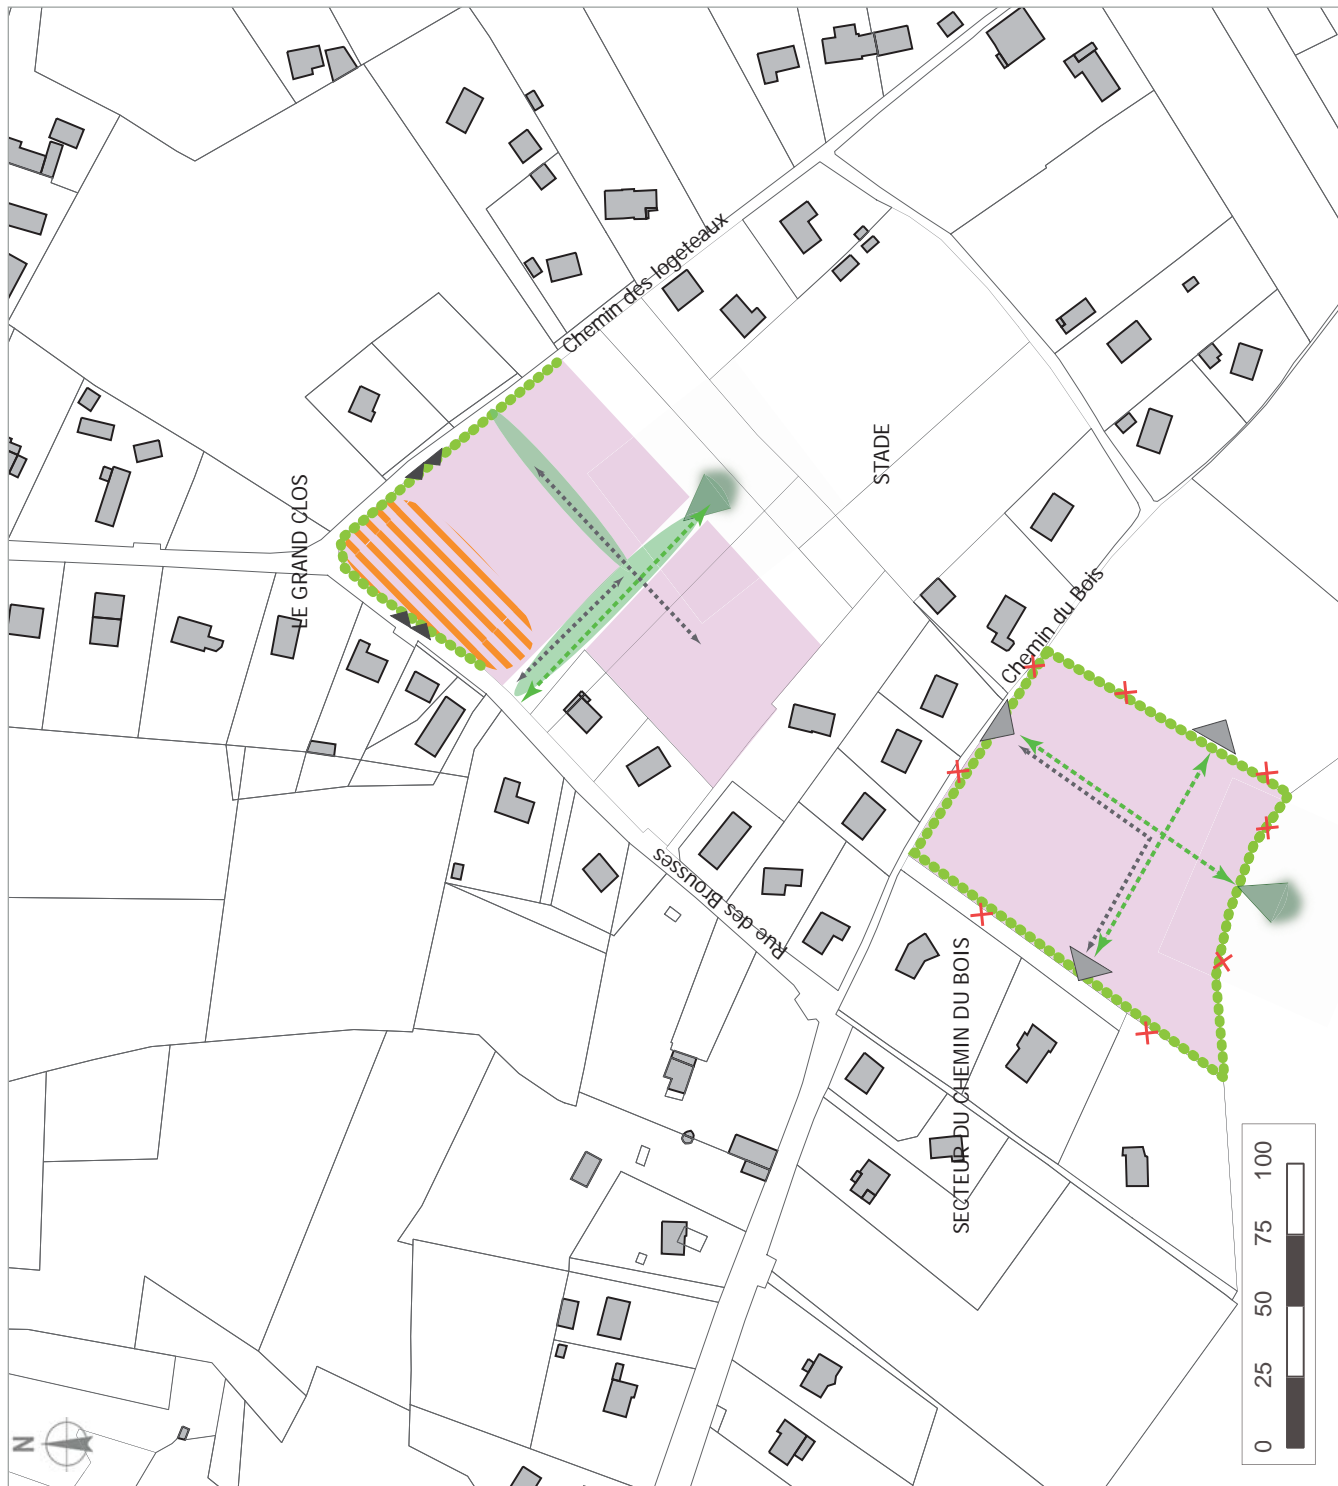 Chemin des logeteaux
LE GRAND CLOS
STADE
Chemin du Bois
Rue des Brousses
SECTEUR DU CHEMIN DU BOIS
N
0 25 50 75 100